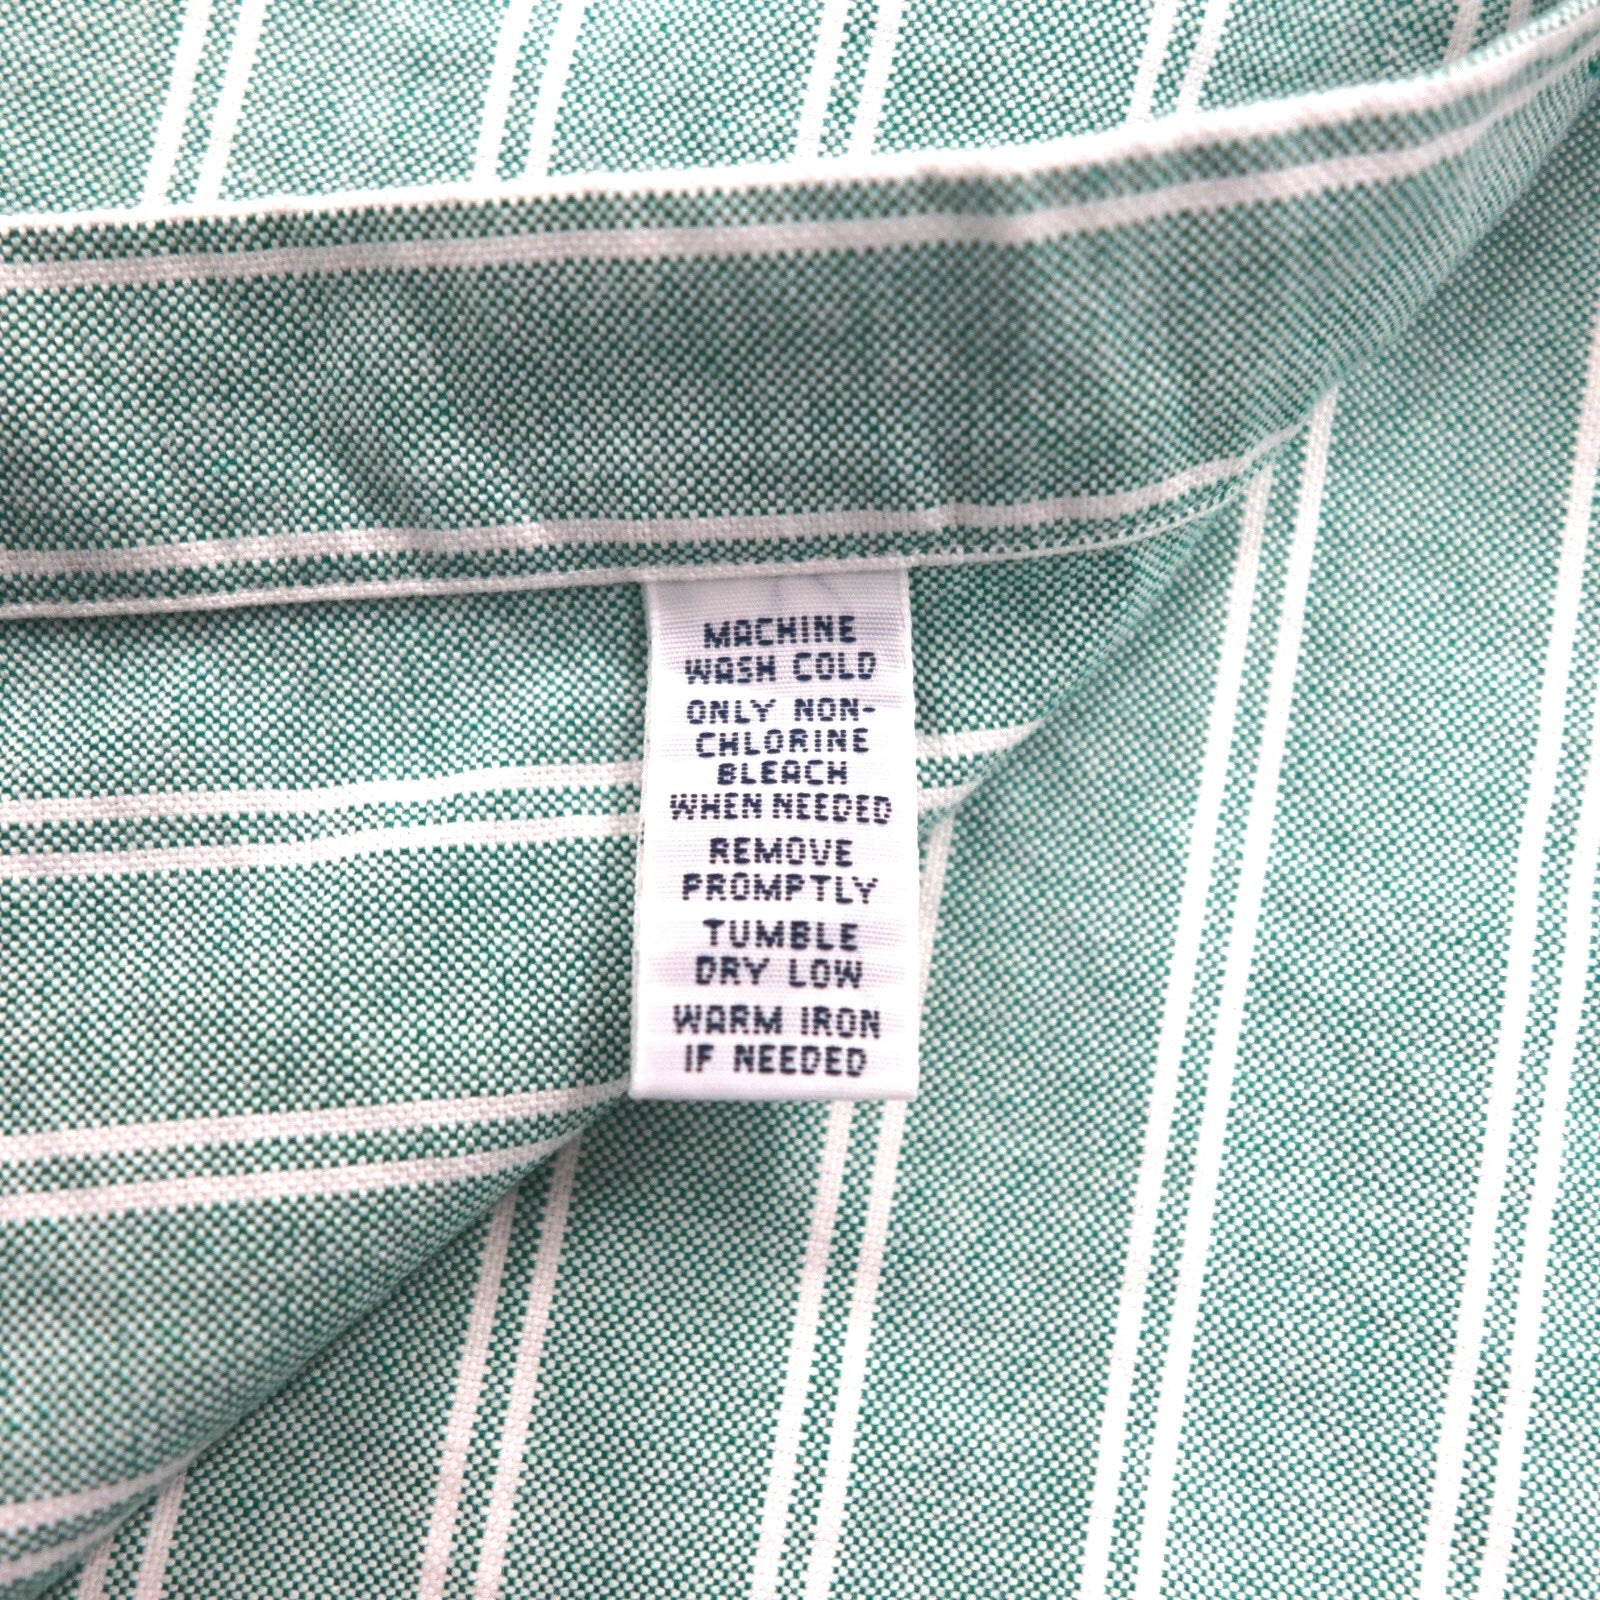 MACHINE
WASH COLD
ONLY NON-
CHLORINE
BLEACH
WHEN NEEDED
REMOVE
PROMPTLY
TUMBLE
DRY LOW
WARM IRON
IF NEEDED